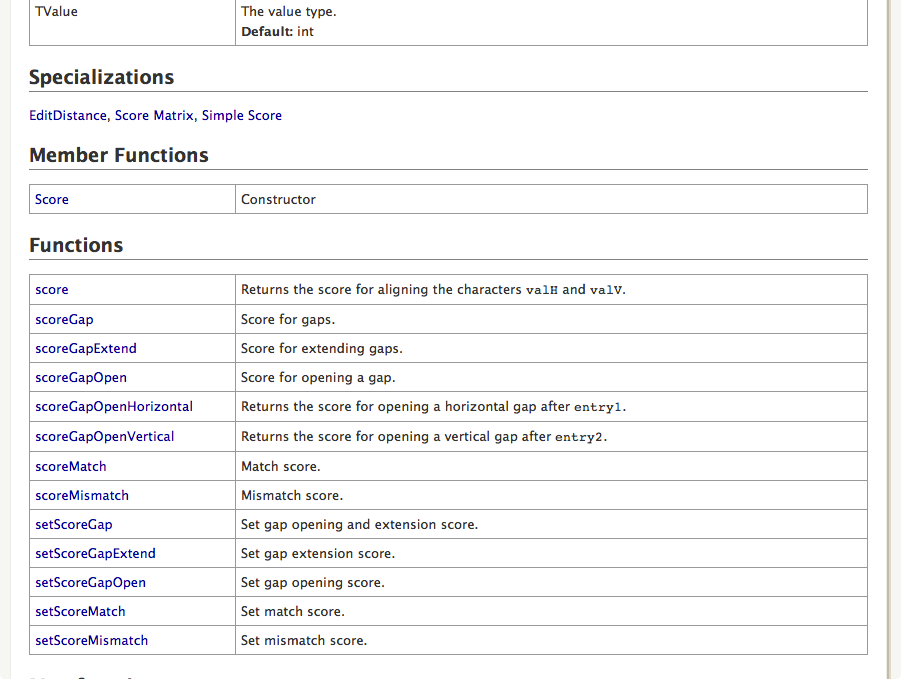 TValue The value type.
Default: int
Specializations
EditDistance, Score Matrix, Simple Score
Member Functions
Score Constructor
Functions
score Returns the score for aligning the characters valH and valV.
scoreGap Score for gaps.
scoreGapExtend Score for extending gaps.
scoreGapOpen Score for opening a gap.
scoreGapOpenHorizontal Returns the score for opening a horizontal gap after entry1.
scoreGapOpenVertical Returns the score for opening a vertical gap after entry2.
scoreMatch Match score.
scoreMismatch Mismatch score.
setScoreGap Set gap opening and extension score.
setScoreGapExtend Set gap extension score.
setScoreGapOpen Set gap opening score.
setScoreMatch Set match score.
setScoreMismatch Set mismatch score.